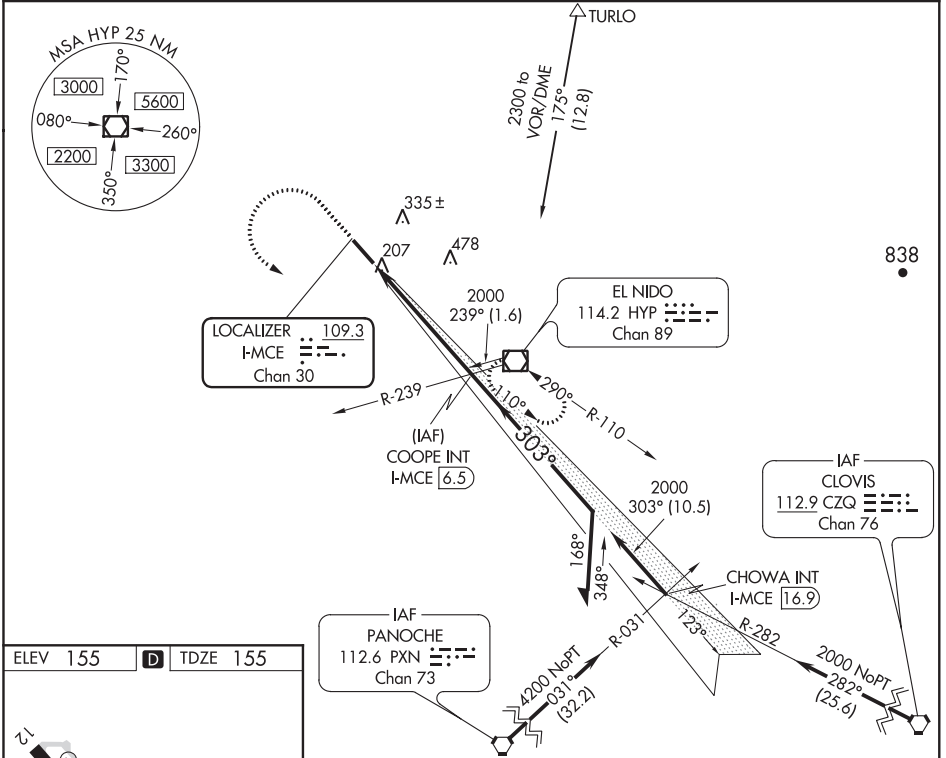 TURLO
2300 to
VOR/DME
175°
(12.8)
MSA HYP 25 NM
3000
170°
5600
080°
260°
2200
350°
3300
335 ±
207
478
838
2000
239° (1.6)
EL NIDO
114.2 HYP
Chan 89
LOCALIZER 109.3
I-MCE
Chan 30
R-239
110°
290°
R-110
(IAF)
COOPE INT
I-MCE 6.5
303°
2000
303° (10.5)
IAF
CLOVIS
112.9 CZQ
Chan 76
168°
348°
CHOWA INT
I-MCE 16.9
R-031
123°
R-282
IAF
PANOCHE
112.6 PXN
Chan 73
4200 NoPT
031°
(32.2)
2000 NoPT
282°
(25.6)
ELEV 155 D TDZE 155
12